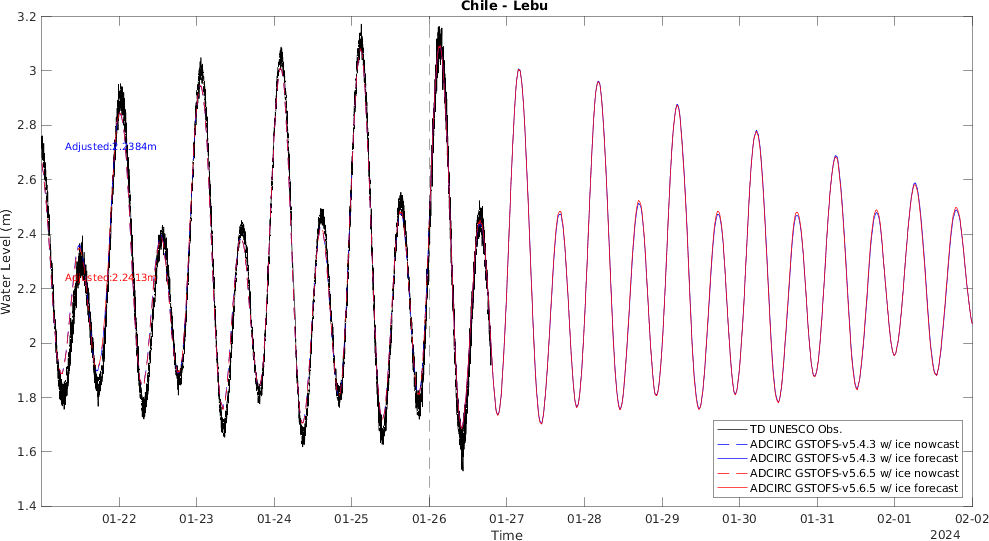 Chile - Lebu
3.2
3
2.8
2.6
2.4
2.2
2
1.8
1.6
1.4
Water Level (m)
Adjusted:2.2384m
Adjusted:2.2413m
TD UNESCO Obs.
ADCIRC GSTOFS-v5.4.3 w/ ice nowcast
ADCIRC GSTOFS-v5.4.3 w/ ice forecast
ADCIRC GSTOFS-v5.6.5 w/ ice nowcast
ADCIRC GSTOFS-v5.6.5 w/ ice forecast
01-22
01-23
01-24
01-25
01-26
01-27
01-28
01-29
01-30
01-31
02-01
02-02
Time
2024